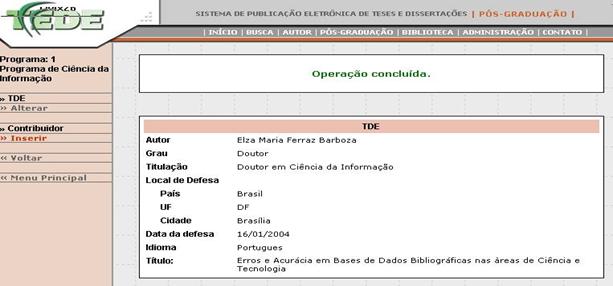 TEDE
SISTEMA DE PUBLICAÇÃO ELETRÔNICA DE TESES E DISSERTAÇÕES | PÓS-GRADUAÇÃO |
| INÍCIO | BUSCA | AUTOR | PÓS-GRADUAÇÃO | BIBLIOTECA | ADMINISTRAÇÃO | CONTATO |
Programa: 1
Programa de Ciência da
Informação
» TDE
» Alterar
» Contribuidor
» Inserir
« Voltar
« Menu Principal
Operação concluída.
TDE
Autor Elza Maria Ferraz Barboza
Grau Doutor
Titulação Doutor em Ciência da Informação
Local de Defesa
País Brasil
UF DF
Cidade Brasília
Data da defesa 16/01/2004
Idioma Portugues
Título: Erros e Acurácia em Bases de Dados Bibliográficas nas àreas de Ciência e
Tecnologia